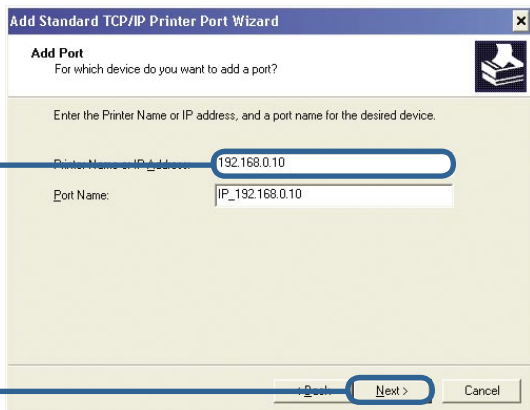 Add Standard TCP/IP Printer Port Wizard
Add Port
For which device do you want to add a port?
Enter the Printer Name or IP address, and a port name for the desired device.
Printer Name or IP Address:
192.168.0.10
Port Name:
IP_192.168.0.10
< Back
Next >
Cancel